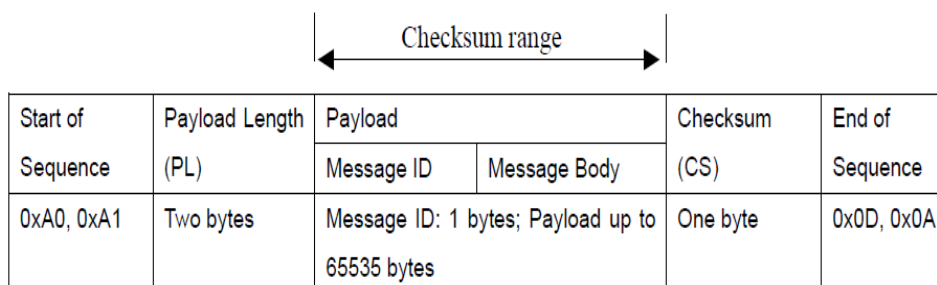 Checksum range
Start of Sequence
Payload Length (PL)
Payload
Checksum (CS)
End of Sequence
Message ID
Message Body
0xA0, 0xA1
Two bytes
Message ID: 1 bytes; Payload up to
65535 bytes
One byte
0x0D, 0x0A